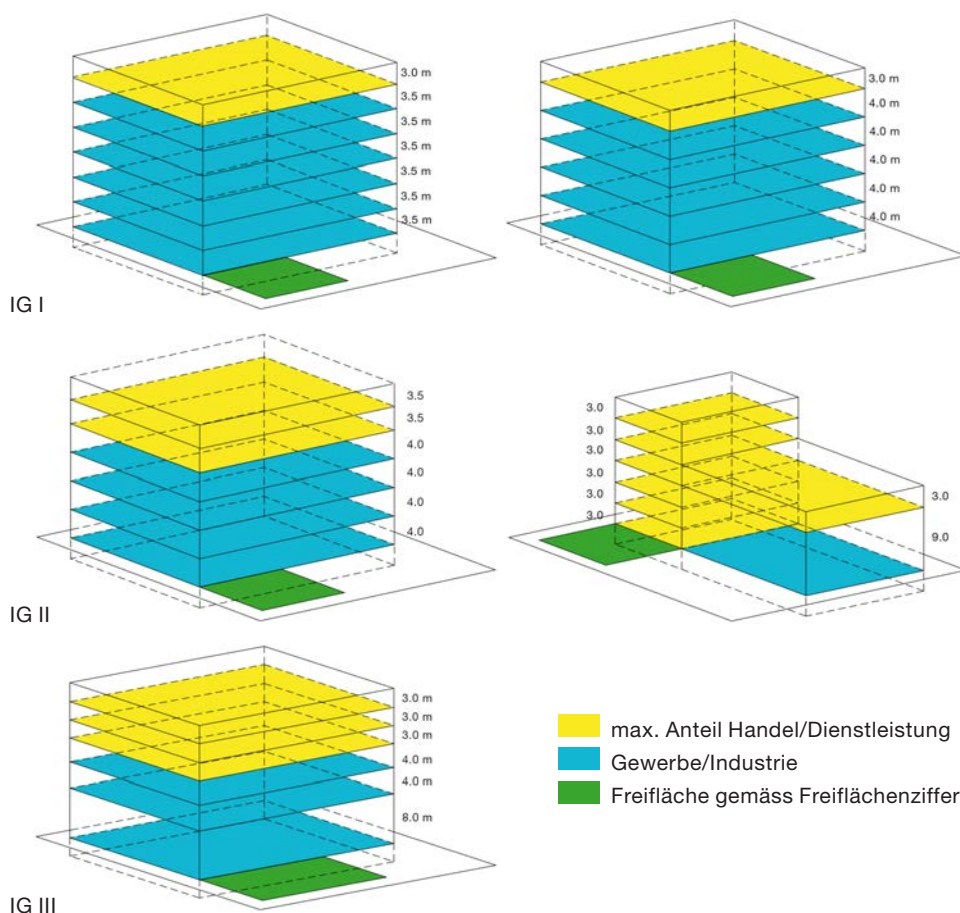 3.0 m
3.5 m
3.5 m
3.5 m
3.5 m
3.5 m
3.5 m
3.0 m
4.0 m
4.0 m
4.0 m
4.0 m
4.0 m
IG I
3.5
3.5
4.0
4.0
4.0
4.0
3.0
3.0
3.0
3.0
3.0
3.0
3.0
9.0
IG II
3.0 m
3.0 m
3.0 m
4.0 m
4.0 m
8.0 m
max. Anteil Handel/Dienstleistung
Gewerbe/Industrie
Freifläche gemäss Freiflächenziffer
IG III